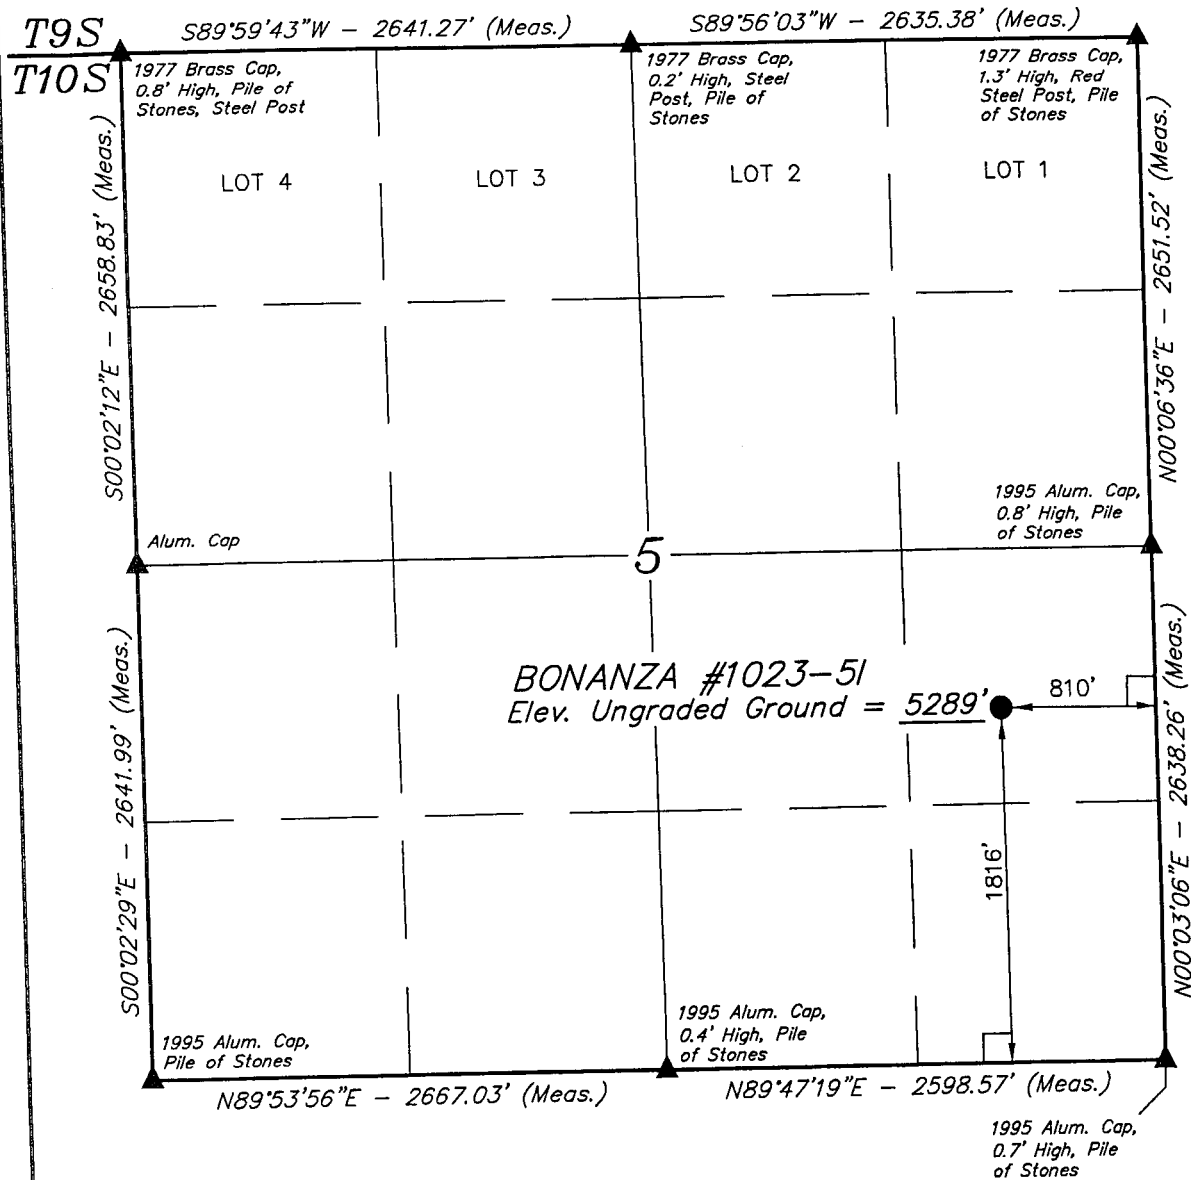 T9S
T10S
S89°59'43"W - 2641.27' (Meas.)
S89°56'03"W - 2635.38' (Meas.)
1977 Brass Cap,
0.8' High, Pile of
Stones, Steel Post
1977 Brass Cap,
0.2' High, Steel
Post, Pile of
Stones
1977 Brass Cap,
1.3' High, Red
Steel Post, Pile
of Stones
LOT 4
LOT 3
LOT 2
LOT 1
S00°02'12"E - 2658.83' (Meas.)
N00°06'36"E - 2651.52' (Meas.)
1995 Alum. Cap,
0.8' High, Pile
of Stones
Alum. Cap
5
BONANZA #1023-5I
Elev. Ungraded Ground = 5289'
810'
1816'
S00°02'29"E - 2641.99' (Meas.)
N00°03'06"E - 2638.26' (Meas.)
1995 Alum. Cap,
Pile of Stones
1995 Alum. Cap,
0.4' High, Pile
of Stones
N89°53'56"E - 2667.03' (Meas.)
N89°47'19"E - 2598.57' (Meas.)
1995 Alum. Cap,
0.7' High, Pile
of Stones